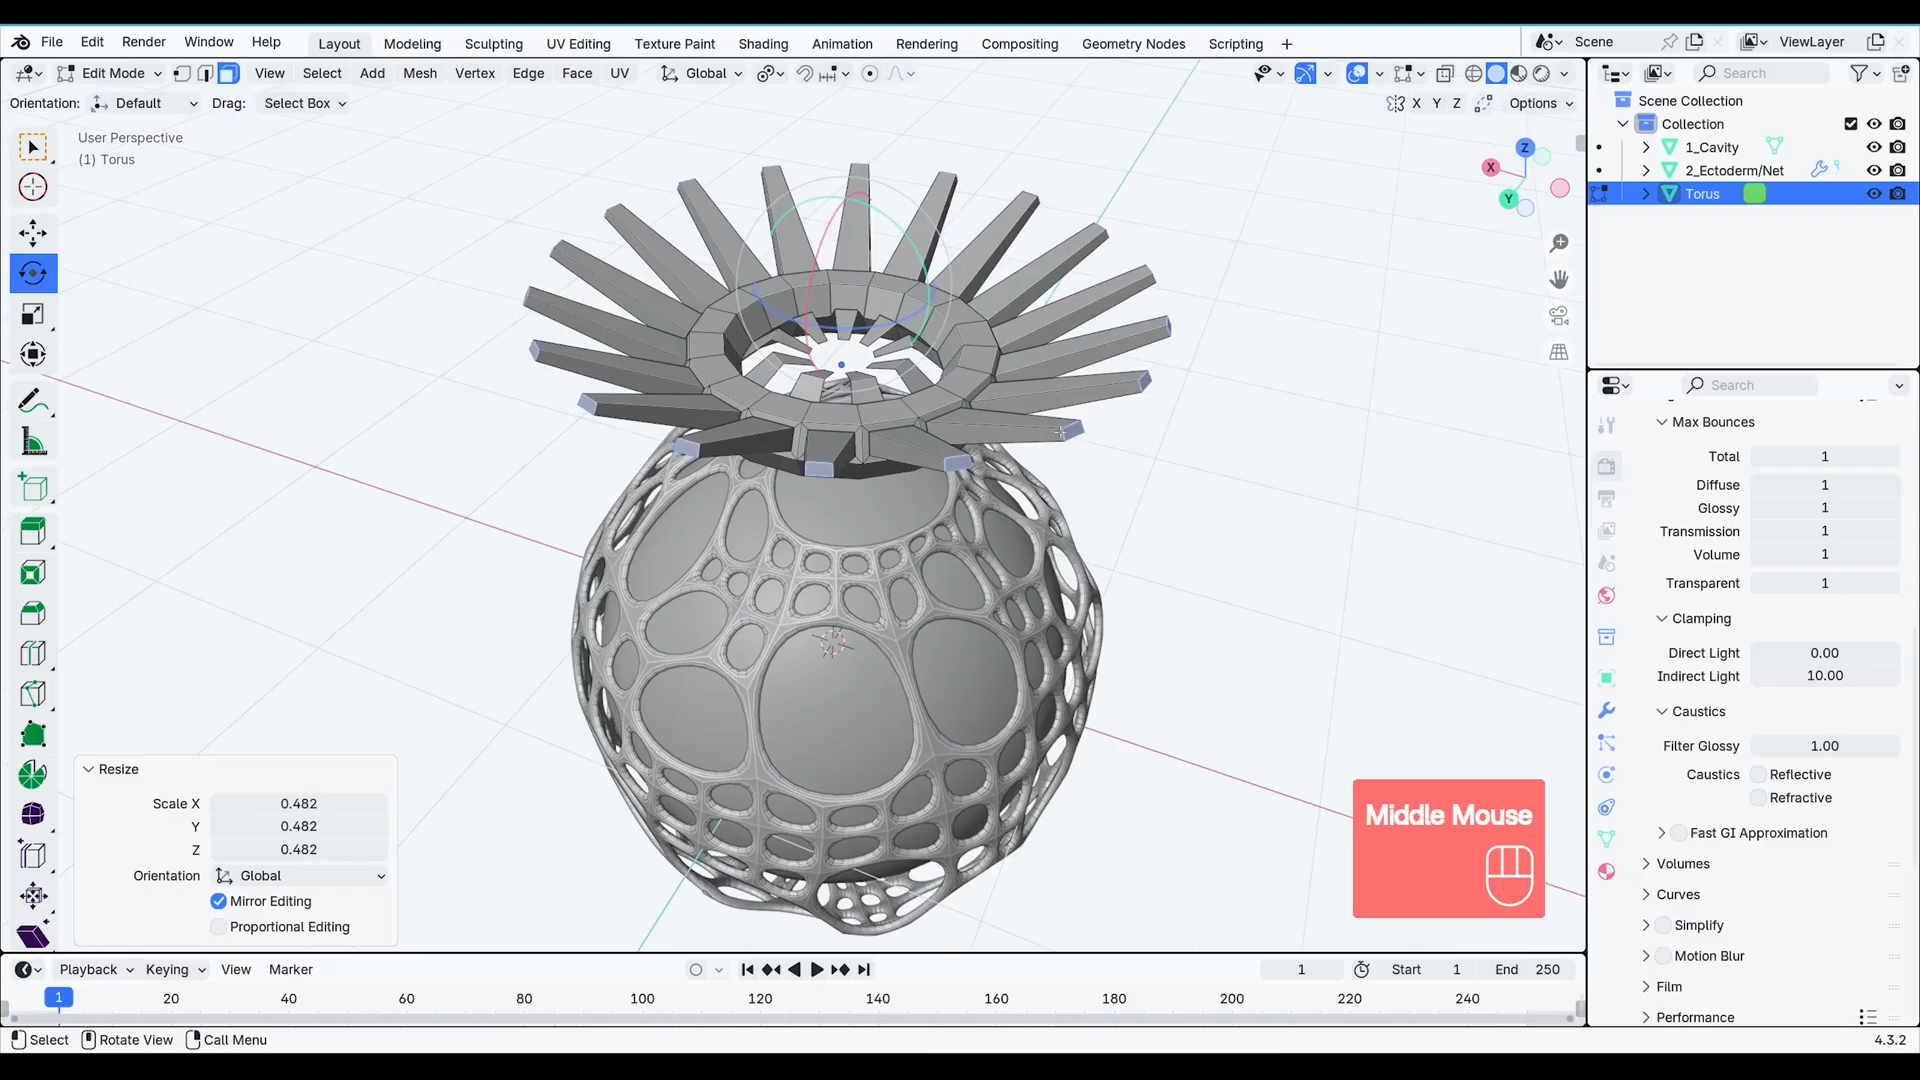 File Edit Render Window Help Layout Modeling Sculpting UV Editing Texture Paint Shading Animation Rendering Compositing Geometry Nodes Scripting + Scene ViewLayer
Edit Mode View Select Add Mesh Vertex Edge Face UV Global Search
Orientation: Default Drag: Select Box X Y Z Options
Scene Collection
User Perspective
(1) Torus
Collection
1_Cavity
2_Ectoderm/Net
Torus
Z
X
Y
Search
Max Bounces
Total 1
Diffuse 1
Glossy 1
Transmission 1
Volume 1
Transparent 1
Clamping
Direct Light 0.00
Indirect Light 10.00
Caustics
Filter Glossy 1.00
Caustics Reflective
Refractive
Fast GI Approximation
Volumes
Curves
Simplify
Motion Blur
Film
Performance
Resize
Scale X 0.482
Y 0.482
Z 0.482
Orientation Global
Mirror Editing
Proportional Editing
Middle Mouse
Playback Keying View Marker 1 Start 1 End 250
1 20 40 60 80 100 120 140 160 180 200 220 240
Select Rotate View Call Menu 4.3.2